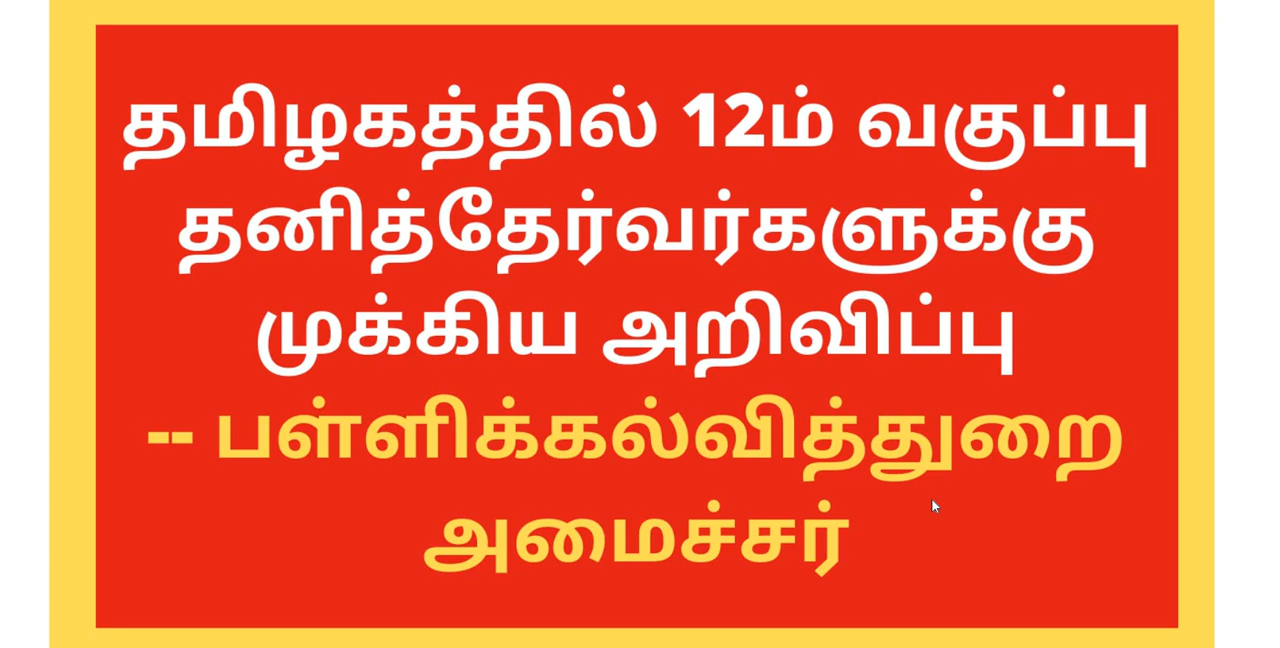 தமிழகத்தில் 12ம் வகுப்பு
தனித்தேர்வர்களுக்கு
முக்கிய அறிவிப்பு
-- பள்ளிக்கல்வித்துறை
அமைச்சர்